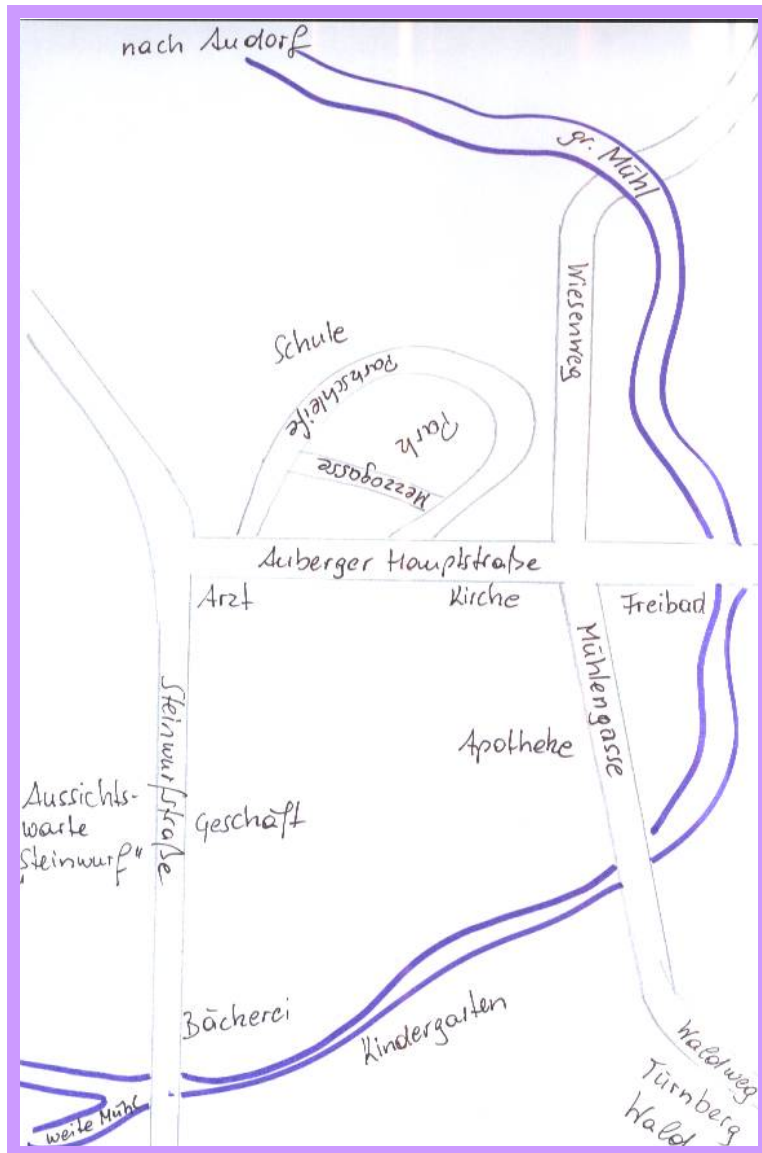 nach Audorf
gr. Mühl
Wiesenweg
Schule
Parkschleife
Park
Mezzogasse
Auberger Hauptstraße
Arzt
Kirche
Freibad
Steinwurfstraße
Mühlengasse
Apotheke
Aussichts-
warte
„Steinwurf“
Geschäft
Bäckerei
Kindergarten
weite Mühl
Waldweg
Türnberg
Wald